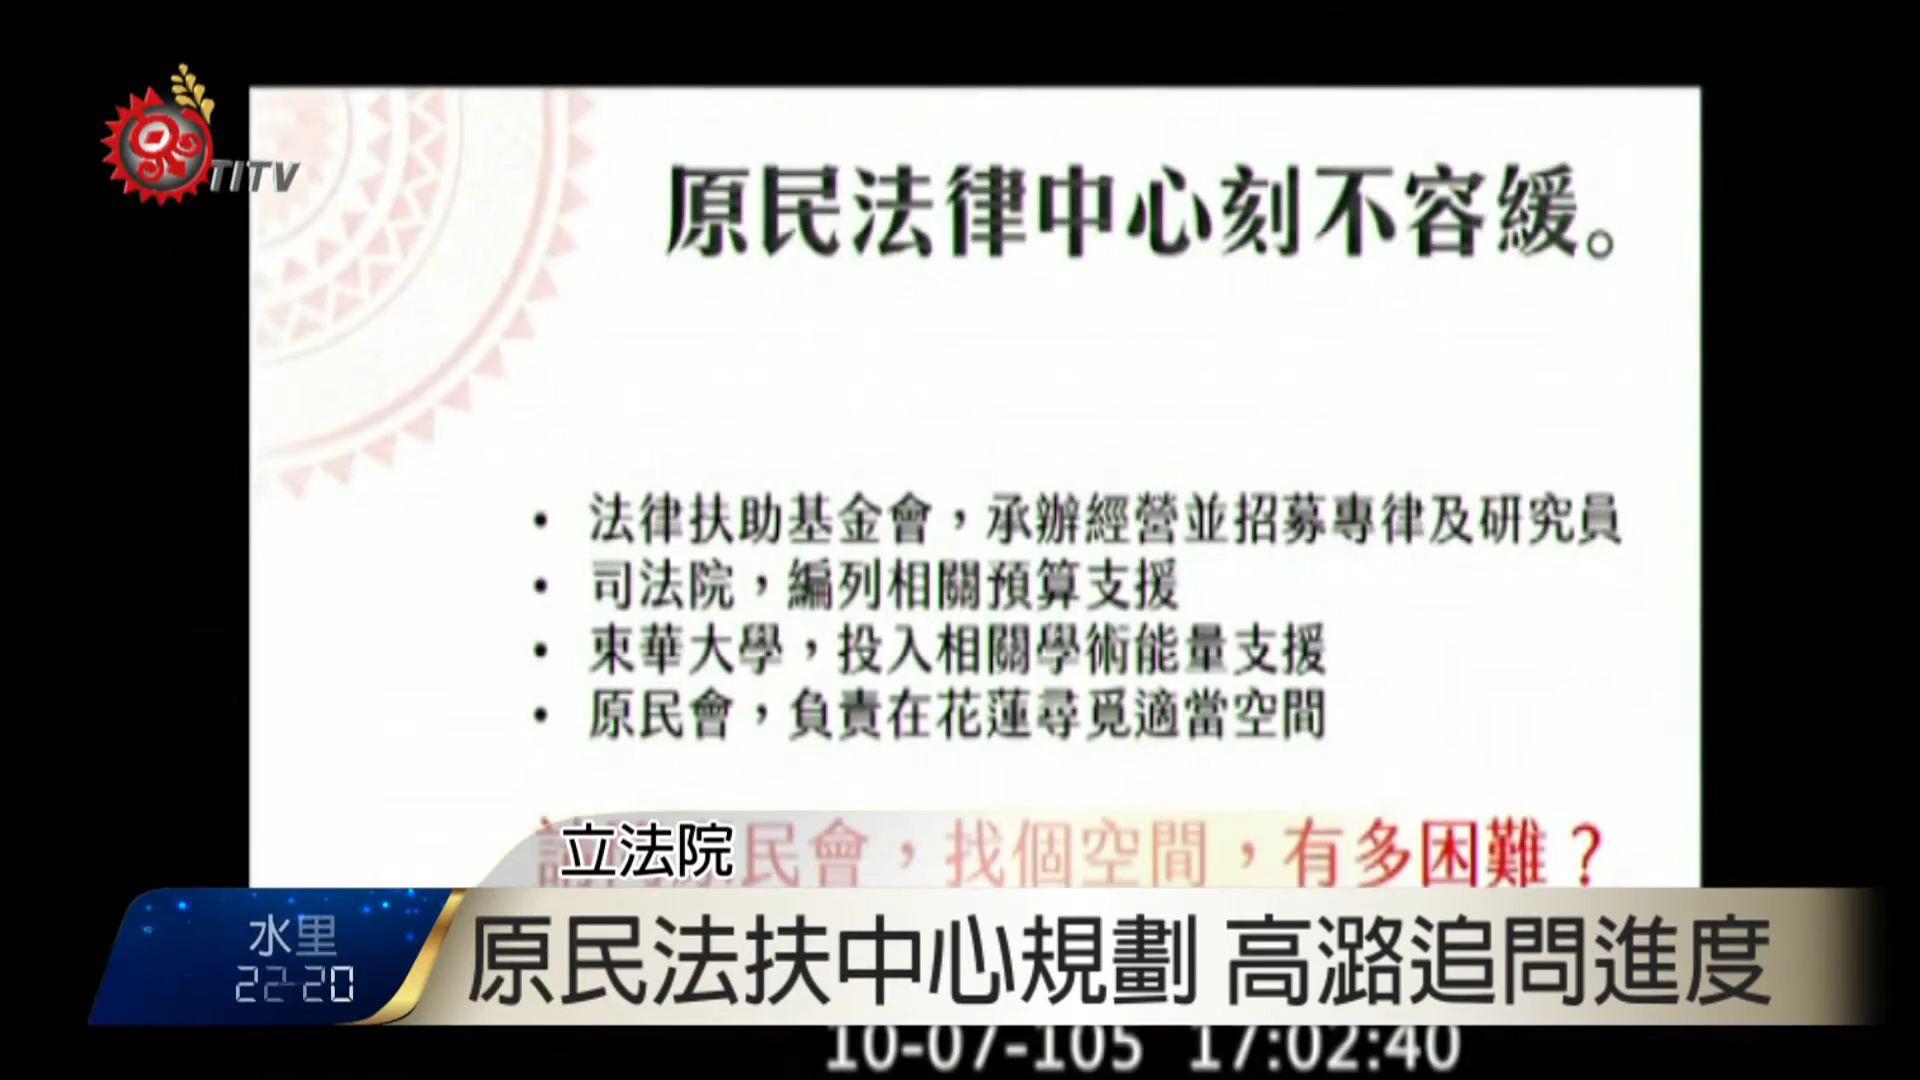 TITV
原民法律中心刻不容緩。
• 法律扶助基金會，承辦經營並招募專律及研究員
• 司法院，編列相關預算支援
• 東華大學，投入相關學術能量支援
• 原民會，負責在花蓮尋覓適當空間
民會，找個空間，有多困難？
立法院
水里
22-20
原民法扶中心規劃 高潞追問進度
10-07-105 17:02:40